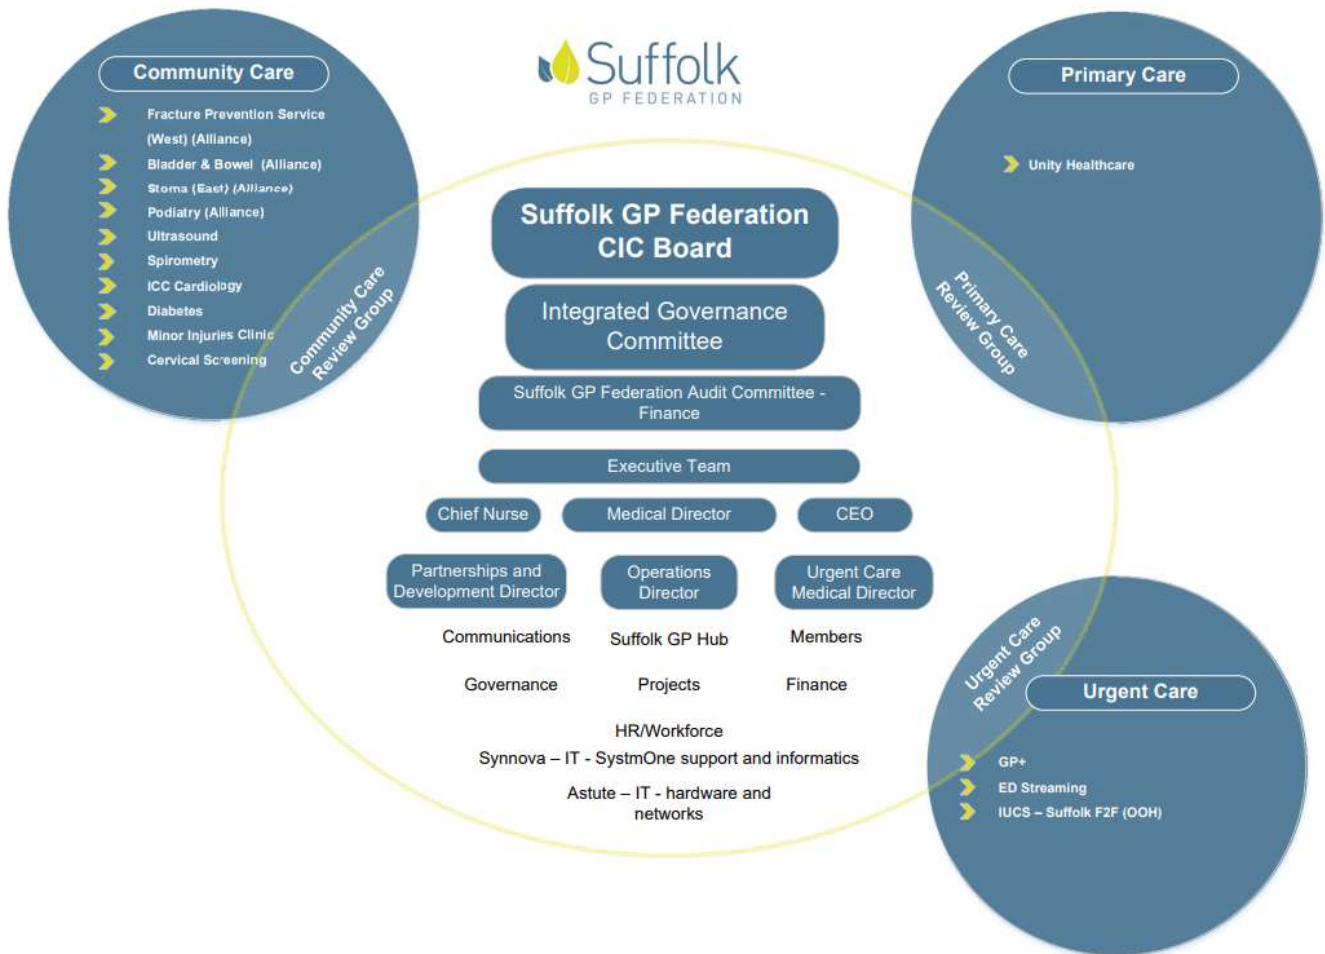 Suffolk
GP FEDERATION
Community Care
Fracture Prevention Service
(West) (Alliance)
Bladder & Bowel (Alliance)
Stoma (East) (Alliance)
Podiatry (Alliance)
Ultrasound
Spirometry
ICC Cardiology
Diabetes
Minor Injuries Clinic
Cervical Screening
Community Care
Review Group
Primary Care
Unity Healthcare
Primary Care
Review Group
Suffolk GP Federation
CIC Board
Integrated Governance
Committee
Suffolk GP Federation Audit Committee -
Finance
Executive Team
Chief Nurse
Medical Director
CEO
Partnerships and
Development Director
Operations
Director
Urgent Care
Medical Director
Communications
Suffolk GP Hub
Members
Governance
Projects
Finance
HR/Workforce
Synnova – IT - SystmOne support and informatics
Astute – IT - hardware and
networks
Urgent Care
Review Group
Urgent Care
GP+
ED Streaming
IUCS – Suffolk F2F (OOH)